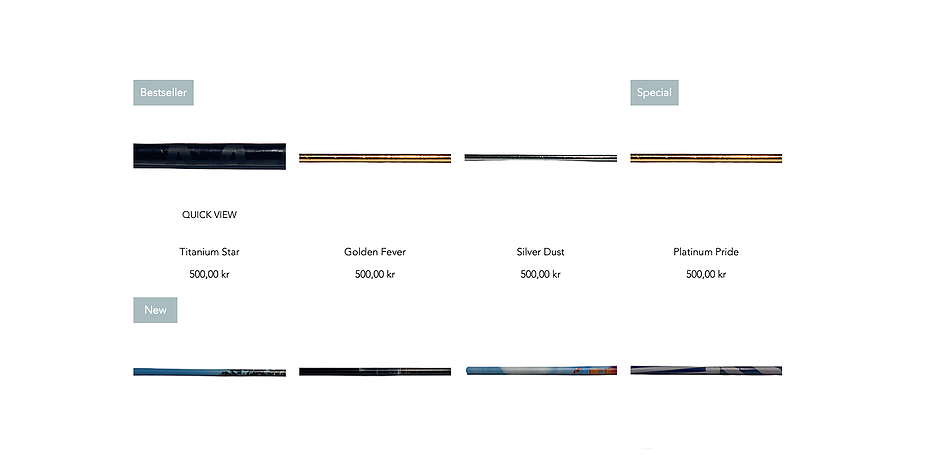 Bestseller
Special
QUICK VIEW
Titanium Star
Golden Fever
Silver Dust
Platinum Pride
500,00 kr
500,00 kr
500,00 kr
500,00 kr
New